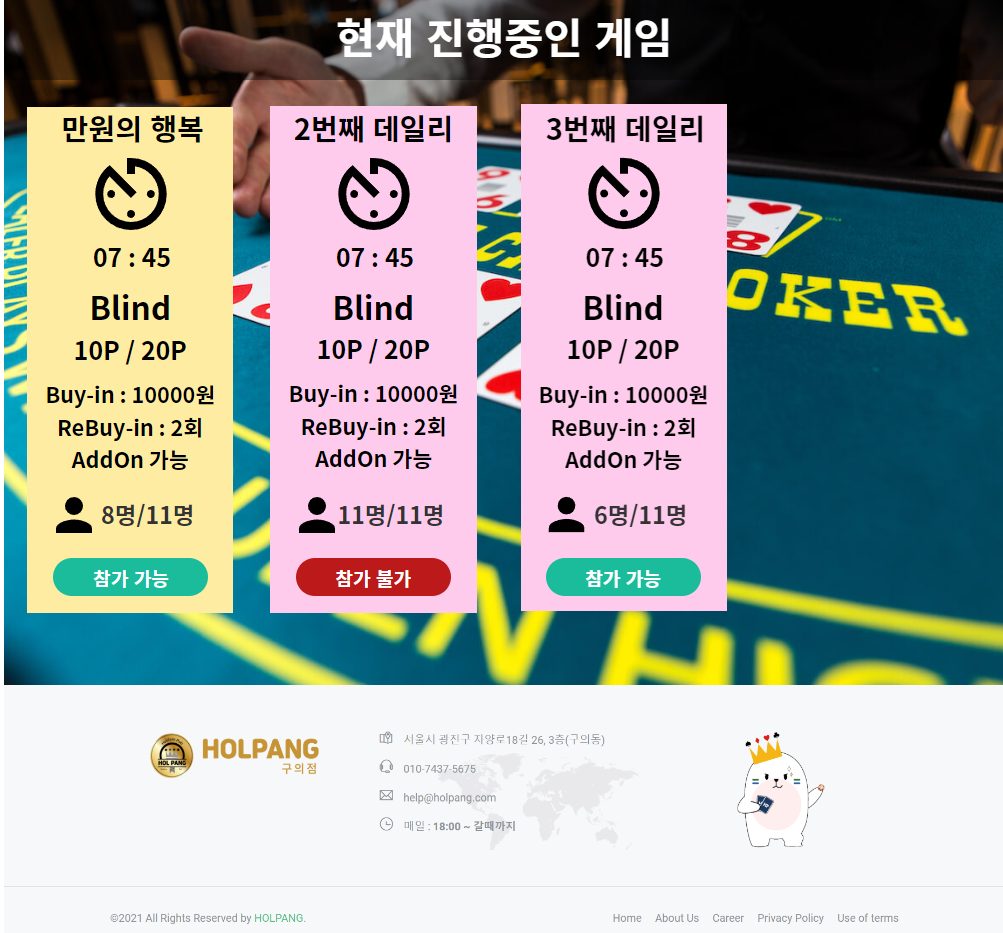 현재 진행중인 게임
만원의 행복
07 : 45
Blind
10P / 20P
Buy-in : 10000원
ReBuy-in : 2회
AddOn 가능
8명/11명
참가 가능
2번째 데일리
07 : 45
Blind
10P / 20P
Buy-in : 10000원
ReBuy-in : 2회
AddOn 가능
11명/11명
참가 불가
3번째 데일리
07 : 45
Blind
10P / 20P
Buy-in : 10000원
ReBuy-in : 2회
AddOn 가능
6명/11명
참가 가능
OKER
HOL PANG
HOLPANG
구의점
서울시 광진구 자양로18길 26, 3층(구의동)
010-7437-5675
help@holpang.com
매일 : 18:00 ~ 갈때까지
©2021 All Rights Reserved by HOLPANG.
Home About Us Career Privacy Policy Use of terms